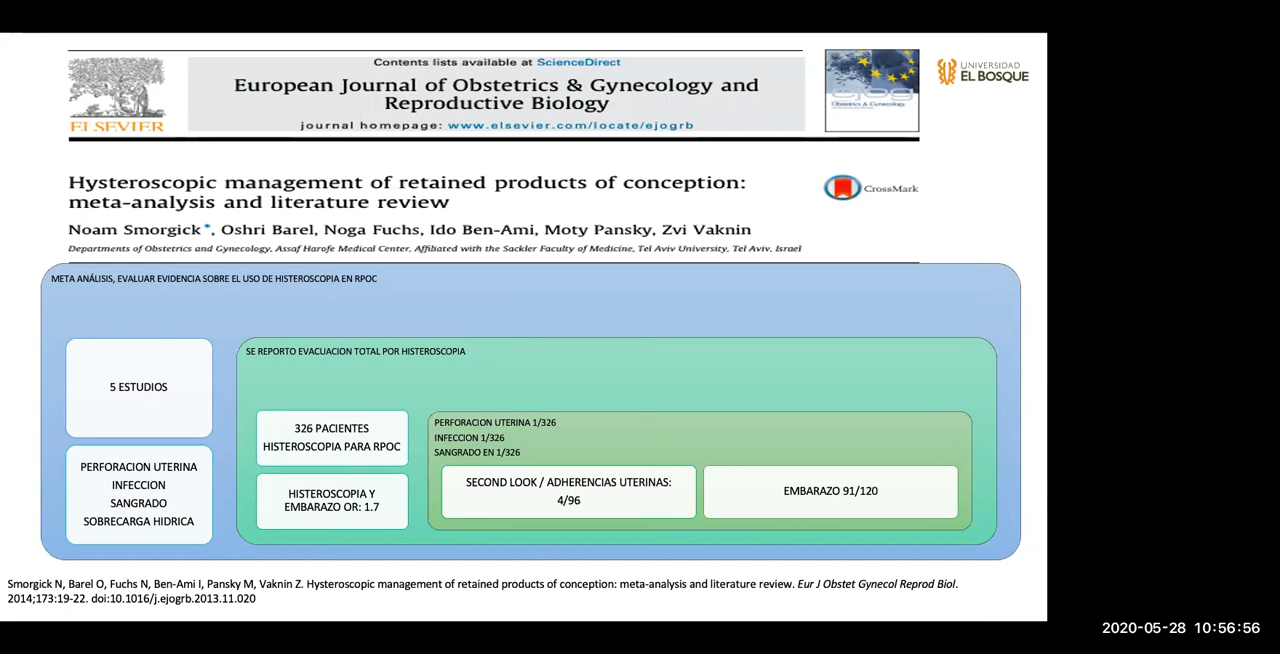 Contents lists available at ScienceDirect
European Journal of Obstetrics & Gynecology and
Reproductive Biology
journal homepage: www.elsevier.com/locate/ejogrb
ELSEVIER
ejog
Obstetrics & Gynecology
UNIVERSIDAD
EL BOSQUE
Hysteroscopic management of retained products of conception:
meta-analysis and literature review
CrossMark
Noam Smorgick *, Oshri Barel, Noga Fuchs, Ido Ben-Ami, Moty Pansky, Zvi Vaknin
Departments of Obstetrics and Gynecology, Assaf Harofe Medical Center, Affiliated with the Sackler Faculty of Medicine, Tel Aviv University, Tel Aviv, Israel
META ANÁLISIS, EVALUAR EVIDENCIA SOBRE EL USO DE HISTEROSCOPIA EN RPOC
5 ESTUDIOS
PERFORACION UTERINA
INFECCION
SANGRADO
SOBRECARGA HIDRICA
SE REPORTO EVACUACION TOTAL POR HISTEROSCOPIA
326 PACIENTES
HISTEROSCOPIA PARA RPOC
HISTEROSCOPIA Y
EMBARAZO OR: 1.7
PERFORACION UTERINA 1/326
INFECCION 1/326
SANGRADO EN 1/326
SECOND LOOK / ADHERENCIAS UTERINAS:
4/96
EMBARAZO 91/120
Smorgick N, Barel O, Fuchs N, Ben-Ami I, Pansky M, Vaknin Z. Hysteroscopic management of retained products of conception: meta-analysis and literature review. Eur J Obstet Gynecol Reprod Biol.
2014;173:19-22. doi:10.1016/j.ejogrb.2013.11.020
2020-05-28 10:56:56